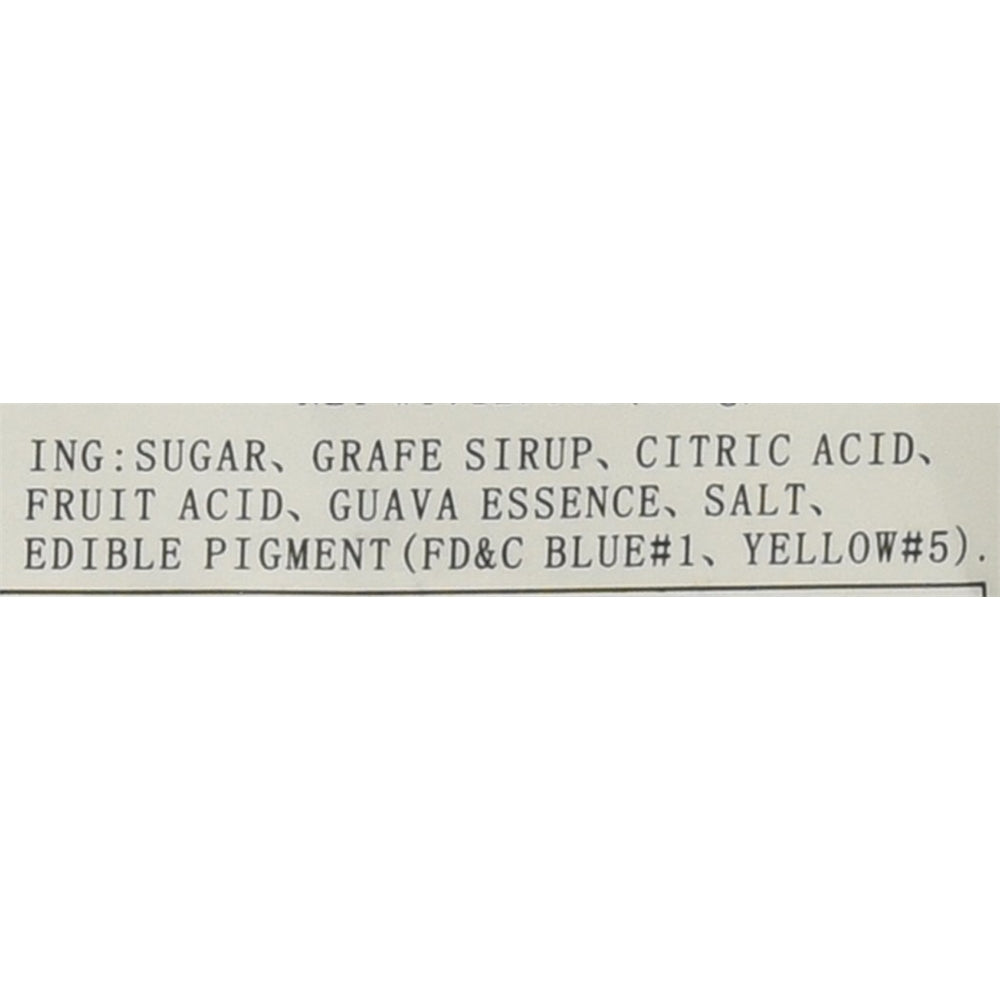 ING:SUGAR、GRAFE SIRUP、CITRIC ACID、
FRUIT ACID、GUAVA ESSENCE、SALT、
EDIBLE PIGMENT(FD&C BLUE#1、YELLOW#5).